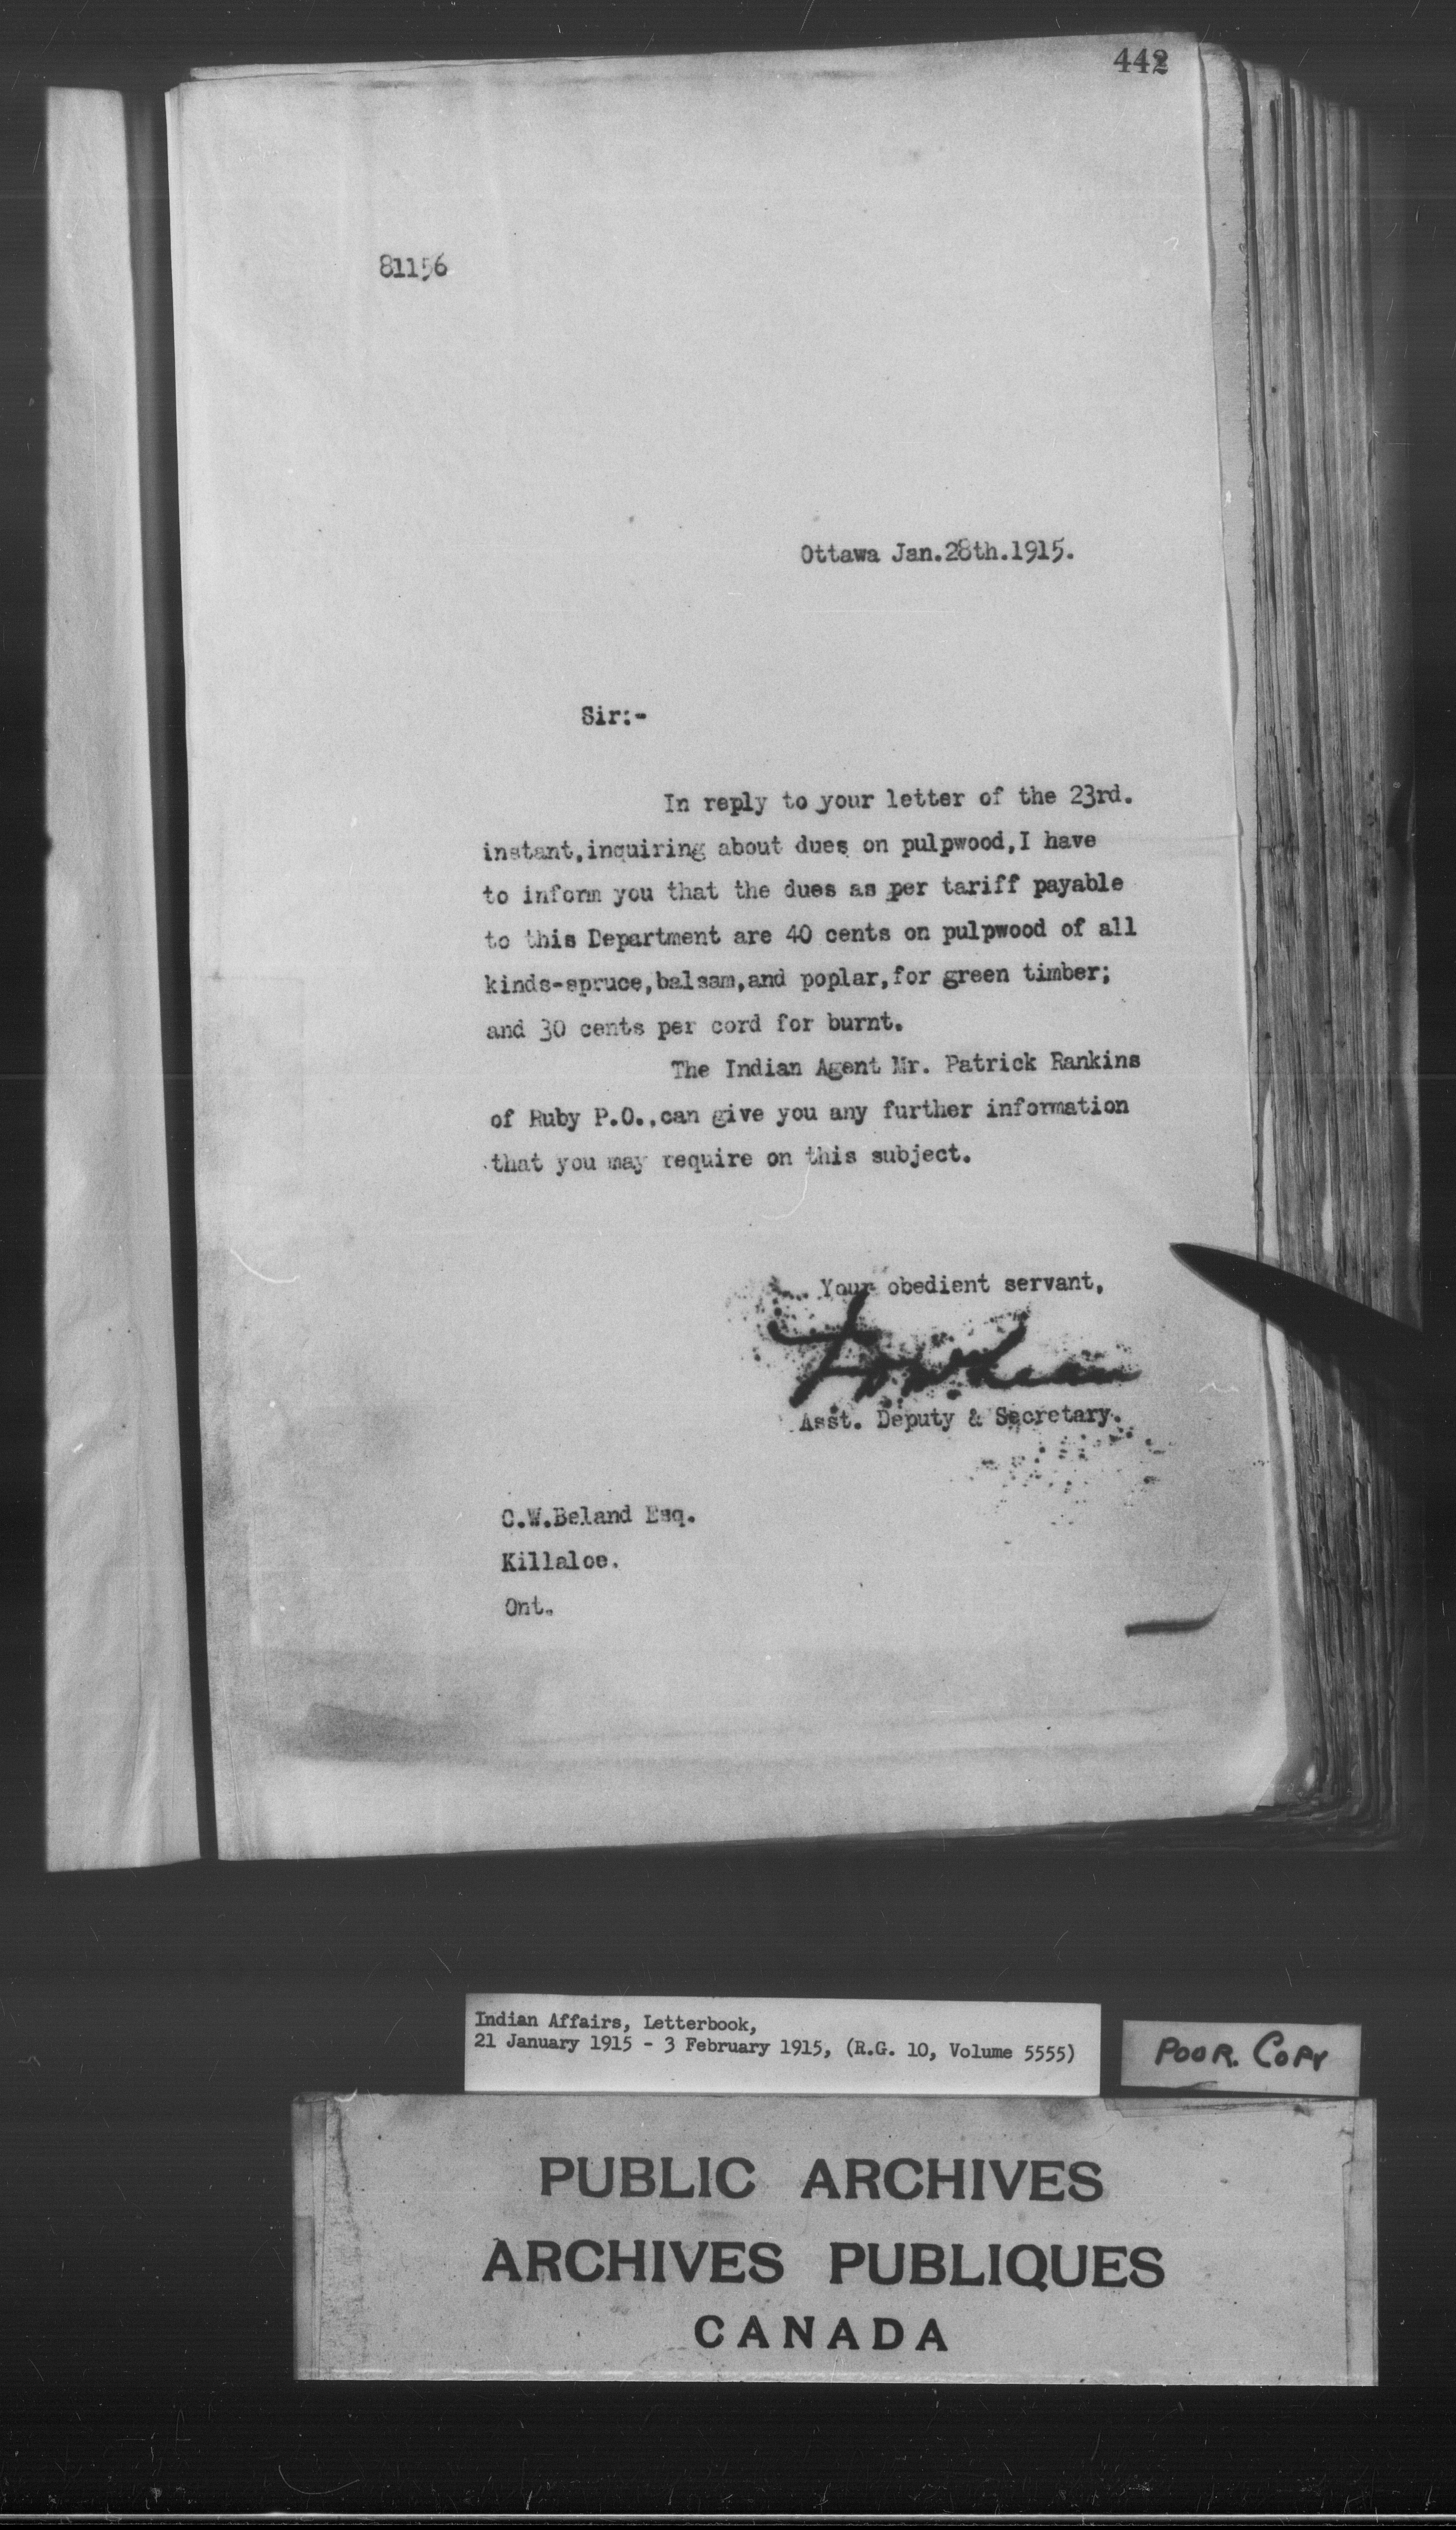 442
81156
Ottawa Jan.28th.1915.
Sir:-
In reply to your letter of the 23rd.
instant,inquiring about dues on pulpwood,I have
to inform you that the dues as per tariff payable
to this Department are 40 cents on pulpwood of all
kinds-spruce,balsam,and poplar,for green timber;
and 30 cents per cord for burnt.
The Indian Agent Mr. Patrick Rankins
of Ruby P.O.,can give you any further information
that you may require on this subject.
Your obedient servant,
Asst. Deputy & Secretary.
C.W.Beland Esq.
Killaloe.
Ont.
Indian Affairs, Letterbook,
21 January 1915 - 3 February 1915, (R.G. 10, Volume 5555)
POOR. COPY
PUBLIC ARCHIVES
ARCHIVES PUBLIQUES
CANADA